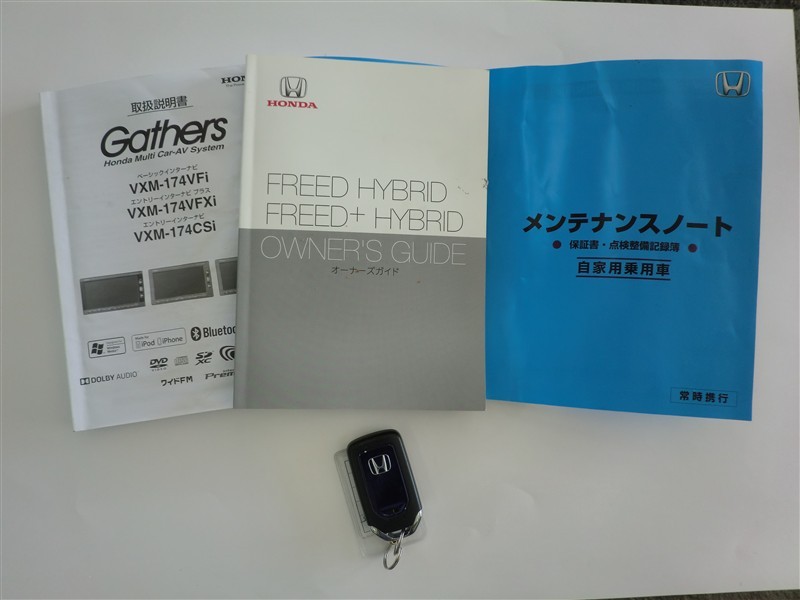 HON
取扱説明書
Gathers
Honda Multi Car-AV System
ベーシックインターナビ
VXM-174VFi
エントリーインターナビ プラス
VXM-174VFXi
エントリーインターナビ
VXM-174CSi
iPod iPhone
Bluetoo
DOLBY AUDIO
DVD
XC
ワイドFM
HONDA
FREED HYBRID
FREED+ HYBRID
OWNER'S GUIDE
オーナーズガイド
メンテナンスノート
● 保証書・点検整備記録簿 ●
自家用乗用車
常時携行